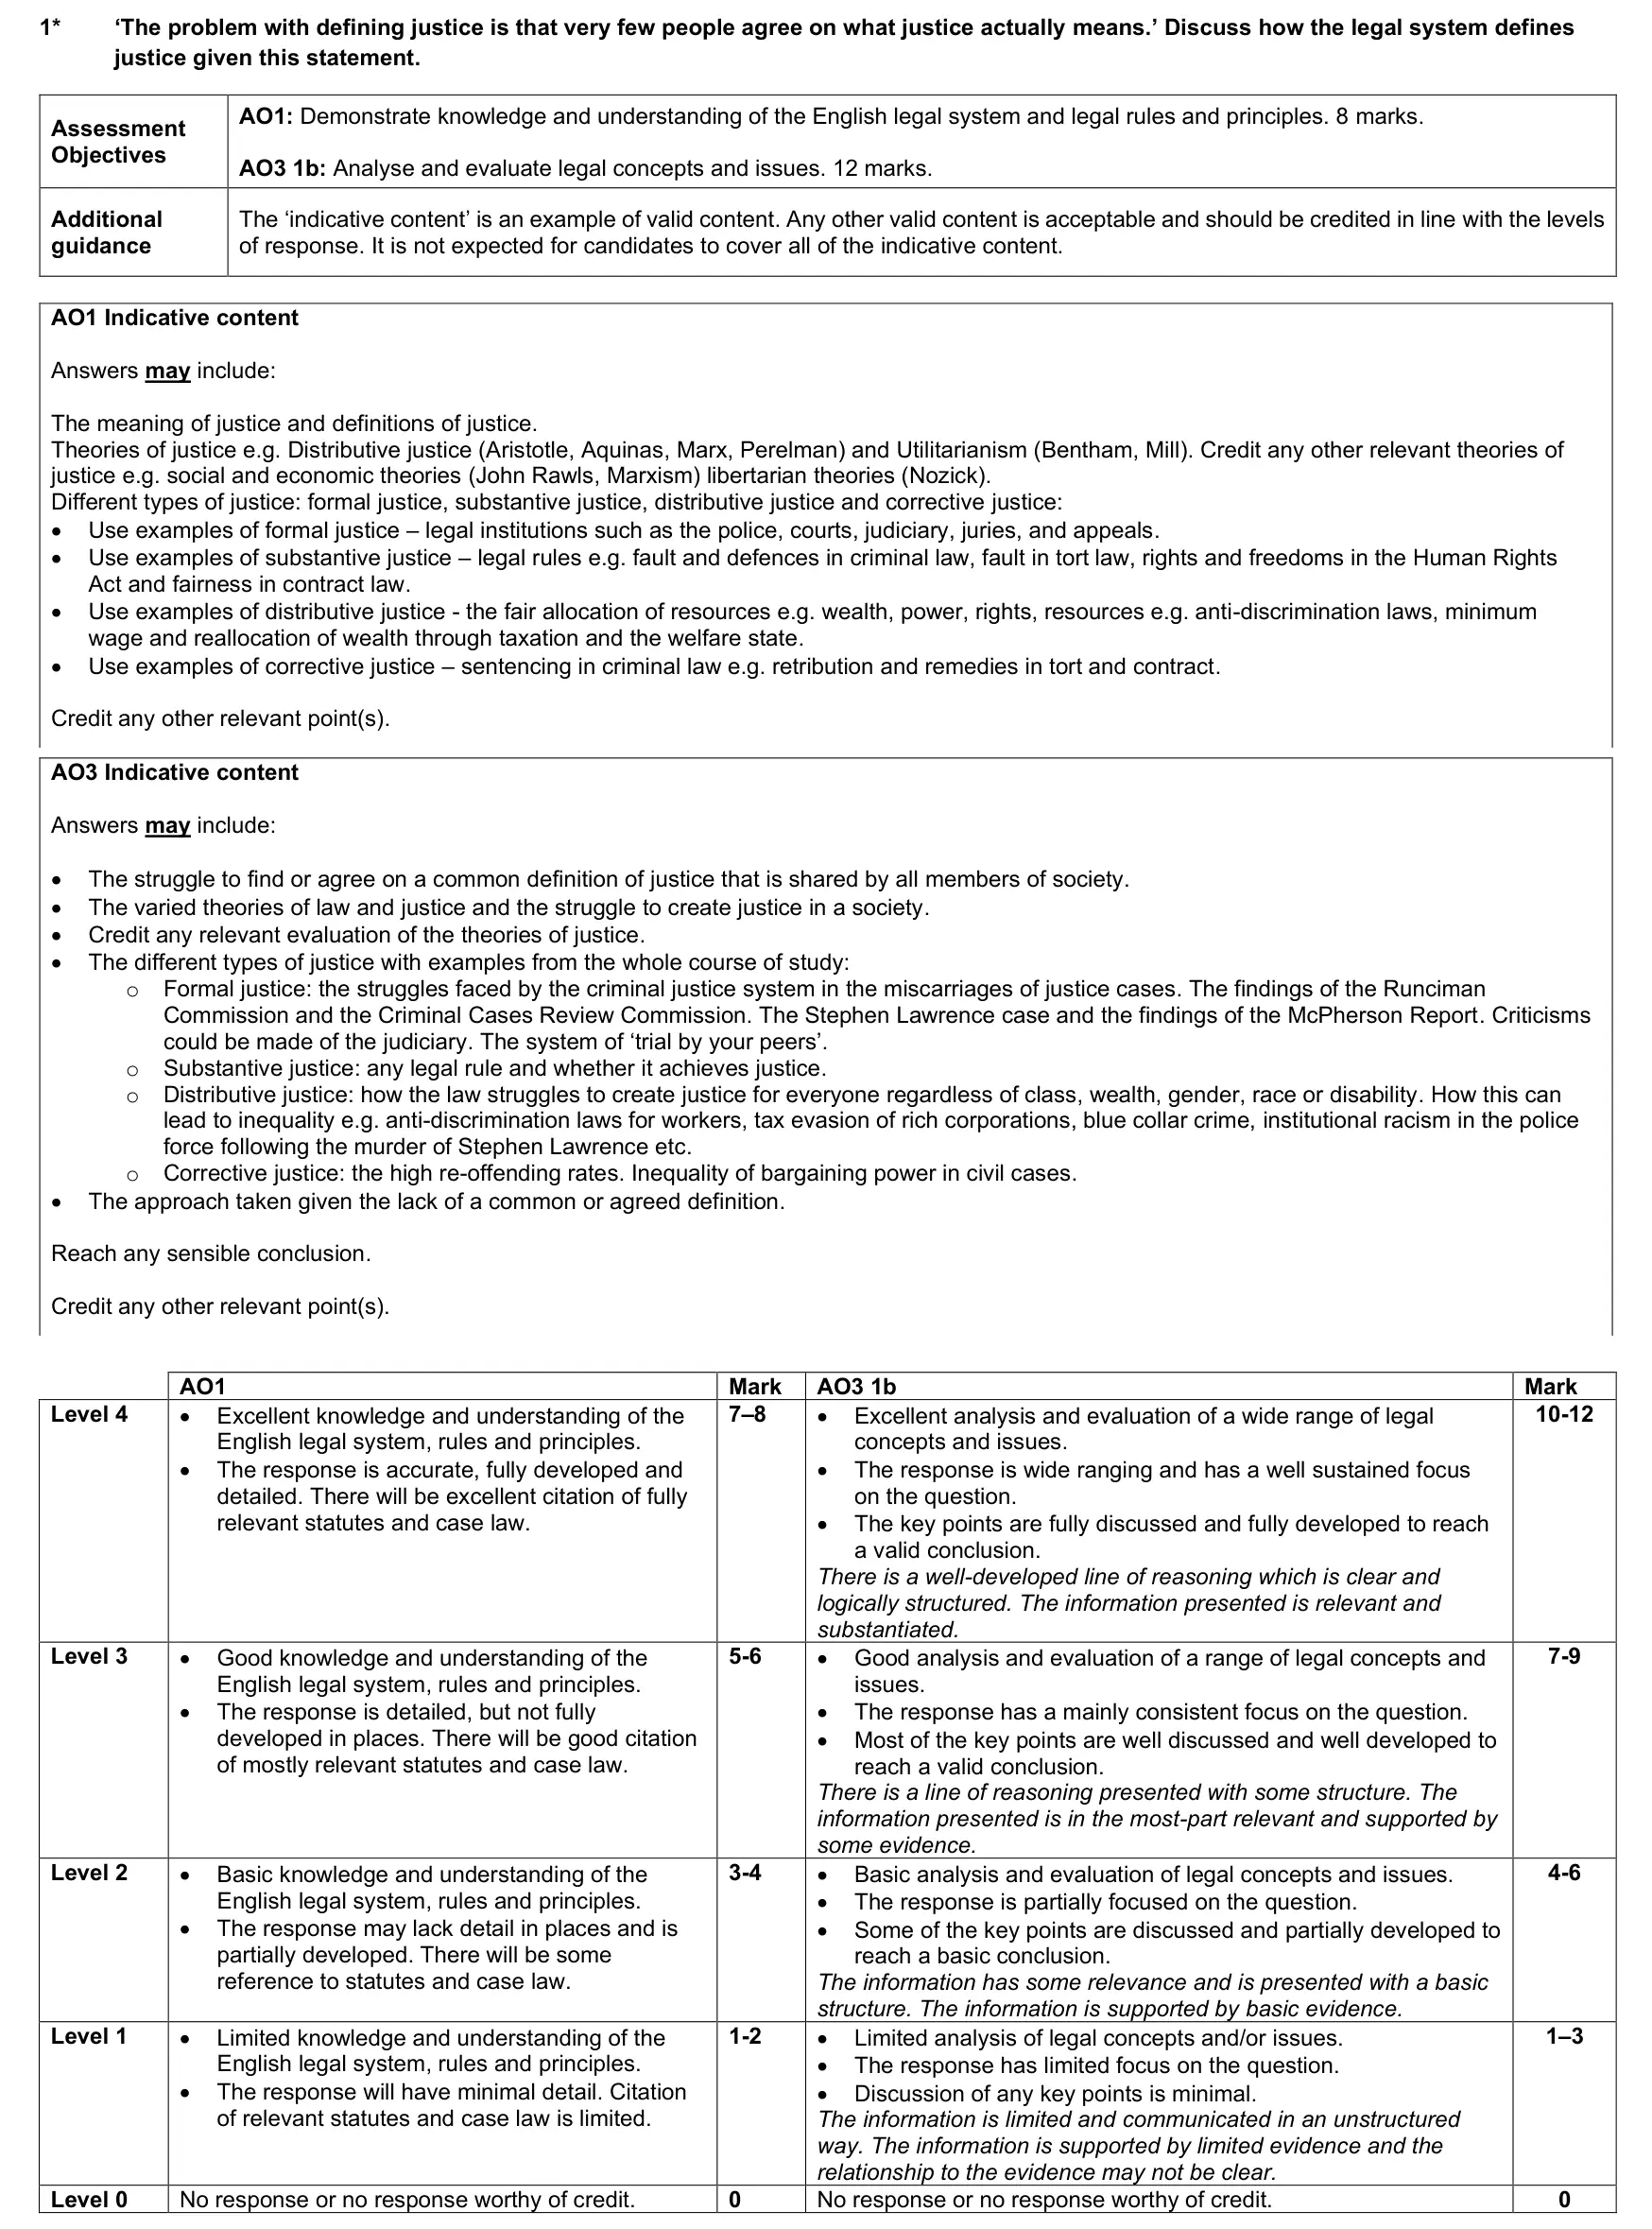 1* ‘The problem with defining justice is that very few people agree on what justice actually means.’ Discuss how the legal system defines
justice given this statement.
Assessment
Objectives
AO1: Demonstrate knowledge and understanding of the English legal system and legal rules and principles. 8 marks.
AO3 1b: Analyse and evaluate legal concepts and issues. 12 marks.
Additional
guidance
The ‘indicative content’ is an example of valid content. Any other valid content is acceptable and should be credited in line with the levels
of response. It is not expected for candidates to cover all of the indicative content.
AO1 Indicative content
Answers may include:
The meaning of justice and definitions of justice.
Theories of justice e.g. Distributive justice (Aristotle, Aquinas, Marx, Perelman) and Utilitarianism (Bentham, Mill). Credit any other relevant theories of
justice e.g. social and economic theories (John Rawls, Marxism) libertarian theories (Nozick).
Different types of justice: formal justice, substantive justice, distributive justice and corrective justice:
• Use examples of formal justice – legal institutions such as the police, courts, judiciary, juries, and appeals.
• Use examples of substantive justice – legal rules e.g. fault and defences in criminal law, fault in tort law, rights and freedoms in the Human Rights
Act and fairness in contract law.
• Use examples of distributive justice - the fair allocation of resources e.g. wealth, power, rights, resources e.g. anti-discrimination laws, minimum
wage and reallocation of wealth through taxation and the welfare state.
• Use examples of corrective justice – sentencing in criminal law e.g. retribution and remedies in tort and contract.
Credit any other relevant point(s).
AO3 Indicative content
Answers may include:
• The struggle to find or agree on a common definition of justice that is shared by all members of society.
• The varied theories of law and justice and the struggle to create justice in a society.
• Credit any relevant evaluation of the theories of justice.
• The different types of justice with examples from the whole course of study:
o Formal justice: the struggles faced by the criminal justice system in the miscarriages of justice cases. The findings of the Runciman
Commission and the Criminal Cases Review Commission. The Stephen Lawrence case and the findings of the McPherson Report. Criticisms
could be made of the judiciary. The system of ‘trial by your peers’.
o Substantive justice: any legal rule and whether it achieves justice.
o Distributive justice: how the law struggles to create justice for everyone regardless of class, wealth, gender, race or disability. How this can
lead to inequality e.g. anti-discrimination laws for workers, tax evasion of rich corporations, blue collar crime, institutional racism in the police
force following the murder of Stephen Lawrence etc.
o Corrective justice: the high re-offending rates. Inequality of bargaining power in civil cases.
• The approach taken given the lack of a common or agreed definition.
Reach any sensible conclusion.
Credit any other relevant point(s).
AO1 Mark AO3 1b Mark
Level 4
• Excellent knowledge and understanding of the
English legal system, rules and principles.
• The response is accurate, fully developed and
detailed. There will be excellent citation of fully
relevant statutes and case law.
7–8
• Excellent analysis and evaluation of a wide range of legal
concepts and issues.
• The response is wide ranging and has a well sustained focus
on the question.
• The key points are fully discussed and fully developed to reach
a valid conclusion.
There is a well-developed line of reasoning which is clear and
logically structured. The information presented is relevant and
substantiated.
10-12
Level 3
• Good knowledge and understanding of the
English legal system, rules and principles.
• The response is detailed, but not fully
developed in places. There will be good citation
of mostly relevant statutes and case law.
5-6
• Good analysis and evaluation of a range of legal concepts and
issues.
• The response has a mainly consistent focus on the question.
• Most of the key points are well discussed and well developed to
reach a valid conclusion.
There is a line of reasoning presented with some structure. The
information presented is in the most-part relevant and supported by
some evidence.
7-9
Level 2
• Basic knowledge and understanding of the
English legal system, rules and principles.
• The response may lack detail in places and is
partially developed. There will be some
reference to statutes and case law.
3-4
• Basic analysis and evaluation of legal concepts and issues.
• The response is partially focused on the question.
• Some of the key points are discussed and partially developed to
reach a basic conclusion.
The information has some relevance and is presented with a basic
structure. The information is supported by basic evidence.
4-6
Level 1
• Limited knowledge and understanding of the
English legal system, rules and principles.
• The response will have minimal detail. Citation
of relevant statutes and case law is limited.
1-2
• Limited analysis of legal concepts and/or issues.
• The response has limited focus on the question.
• Discussion of any key points is minimal.
The information is limited and communicated in an unstructured
way. The information is supported by limited evidence and the
relationship to the evidence may not be clear.
1–3
Level 0 No response or no response worthy of credit. 0 No response or no response worthy of credit. 0